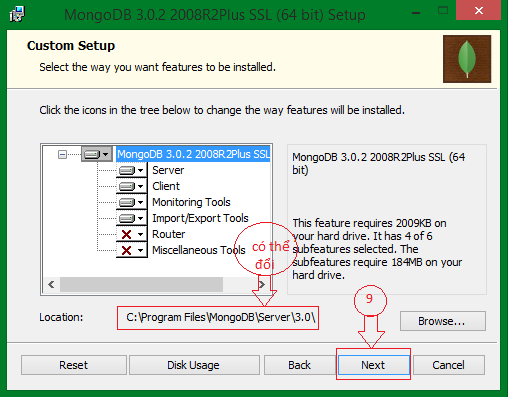 MongoDB 3.0.2 2008R2Plus SSL (64 bit) Setup
Custom Setup
Select the way you want features to be installed.
Click the icons in the tree below to change the way features will be installed.
MongoDB 3.0.2 2008R2Plus SSL
Server
Client
Monitoring Tools
Import/Export Tools
Router
Miscellaneous Tools
MongoDB 3.0.2 2008R2Plus SSL (64
bit)
This feature requires 2009KB on
your hard drive. It has 4 of 6
subfeatures selected. The
subfeatures require 184MB on your
hard drive.
có thể
đổi
9
Location:
C:\Program Files\MongoDB\Server\3.0\
Browse...
Reset
Disk Usage
Back
Next
Cancel